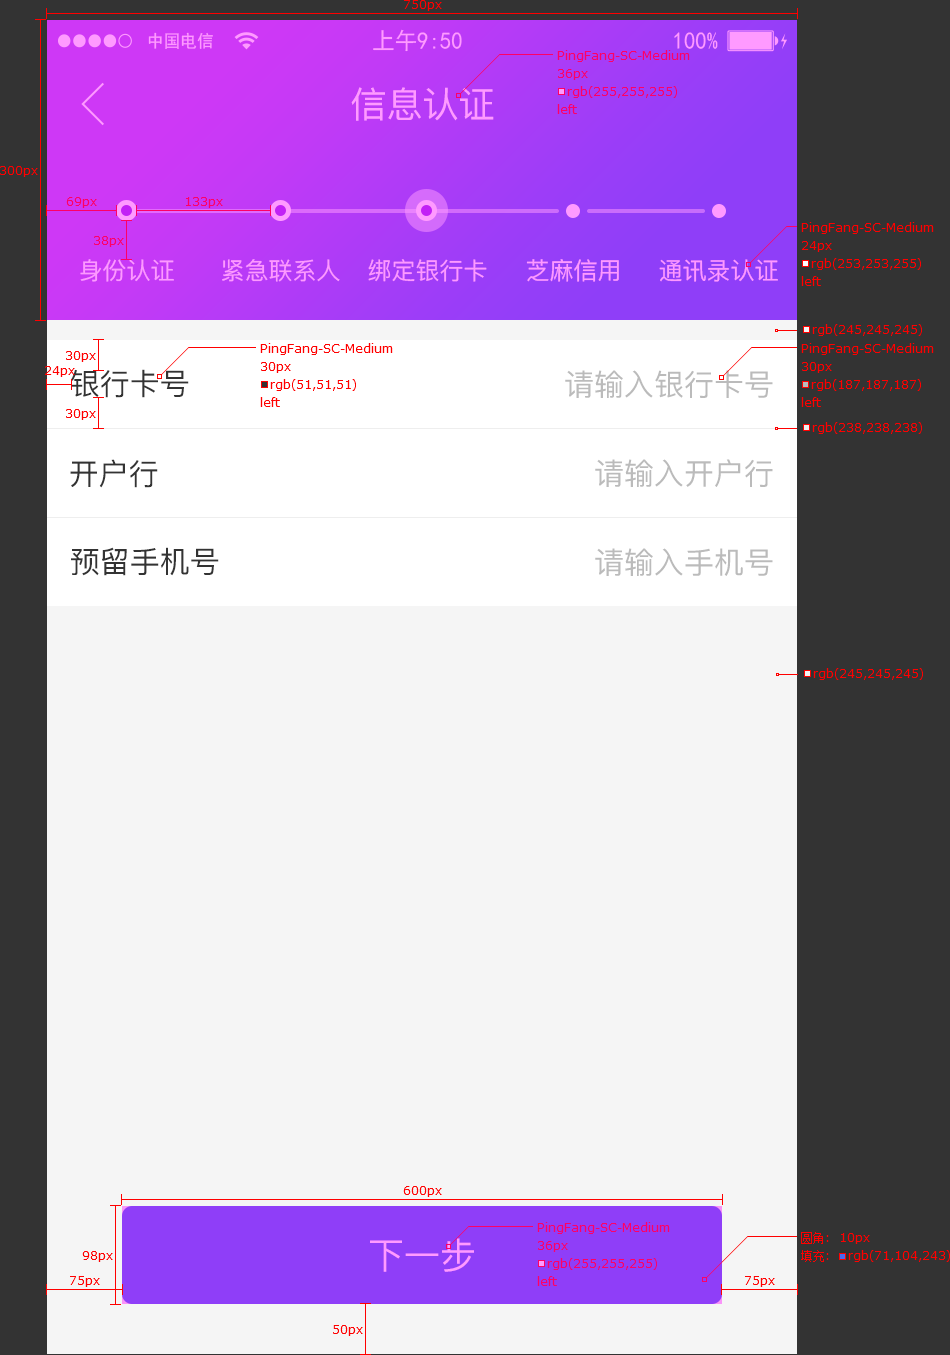 750px
中国电信
上午9:50
100%
PingFang-SC-Medium
36px
rgb(255,255,255)
left
信息认证
300px
69px
133px
38px
PingFang-SC-Medium
24px
rgb(253,253,253)
left
身份认证
紧急联系人
绑定银行卡
芝麻信用
通讯录认证
rgb(245,245,245)
30px
24px
30px
银行卡号
PingFang-SC-Medium
30px
rgb(51,51,51)
left
请输入银行卡号
PingFang-SC-Medium
30px
rgb(187,187,187)
left
rgb(238,238,238)
开户行
请输入开户行
预留手机号
请输入手机号
rgb(245,245,245)
600px
98px
75px
下一步
PingFang-SC-Medium
36px
rgb(255,255,255)
left
圆角： 10px
填充： rgb(71,104,243)
75px
50px